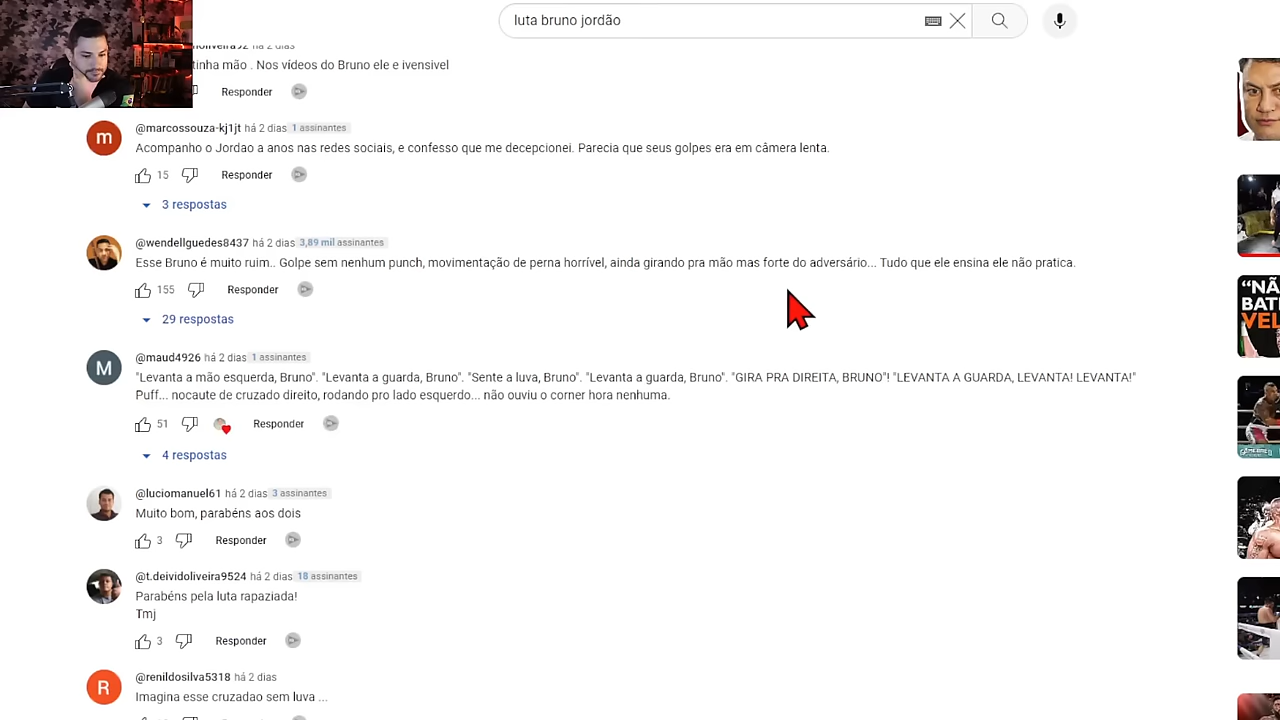 luta bruno jordão
há 2 dias
tinha mão . Nos vídeos do Bruno ele e ivensivel
Responder
@marcossouza-kj1jt há 2 dias 1 assinantes
Acompanho o Jordao a anos nas redes sociais, e confesso que me decepcionei. Parecia que seus golpes era em câmera lenta.
15 Responder
3 respostas
@wendellguedes8437 há 2 dias 3,89 mil assinantes
Esse Bruno é muito ruim.. Golpe sem nenhum punch, movimentação de perna horrível, ainda girando pra mão mas forte do adversário... Tudo que ele ensina ele não pratica.
155 Responder
29 respostas
M
@maud4926 há 2 dias 1 assinantes
"Levanta a mão esquerda, Bruno". "Levanta a guarda, Bruno". "Sente a luva, Bruno". "Levanta a guarda, Bruno". "GIRA PRA DIREITA, BRUNO"! "LEVANTA A GUARDA, LEVANTA! LEVANTA!"
Puff... nocaute de cruzado direito, rodando pro lado esquerdo... não ouviu o corner hora nenhuma.
51 Responder
4 respostas
@luciomanuel61 há 2 dias 3 assinantes
Muito bom, parabéns aos dois
3 Responder
@t.deividoliveira9524 há 2 dias 18 assinantes
Parabéns pela luta rapaziada!
Tmj
3 Responder
R
@renildosilva5318 há 2 dias
Imagina esse cruzadao sem luva ...
m
"NÃ
BAT
VEL